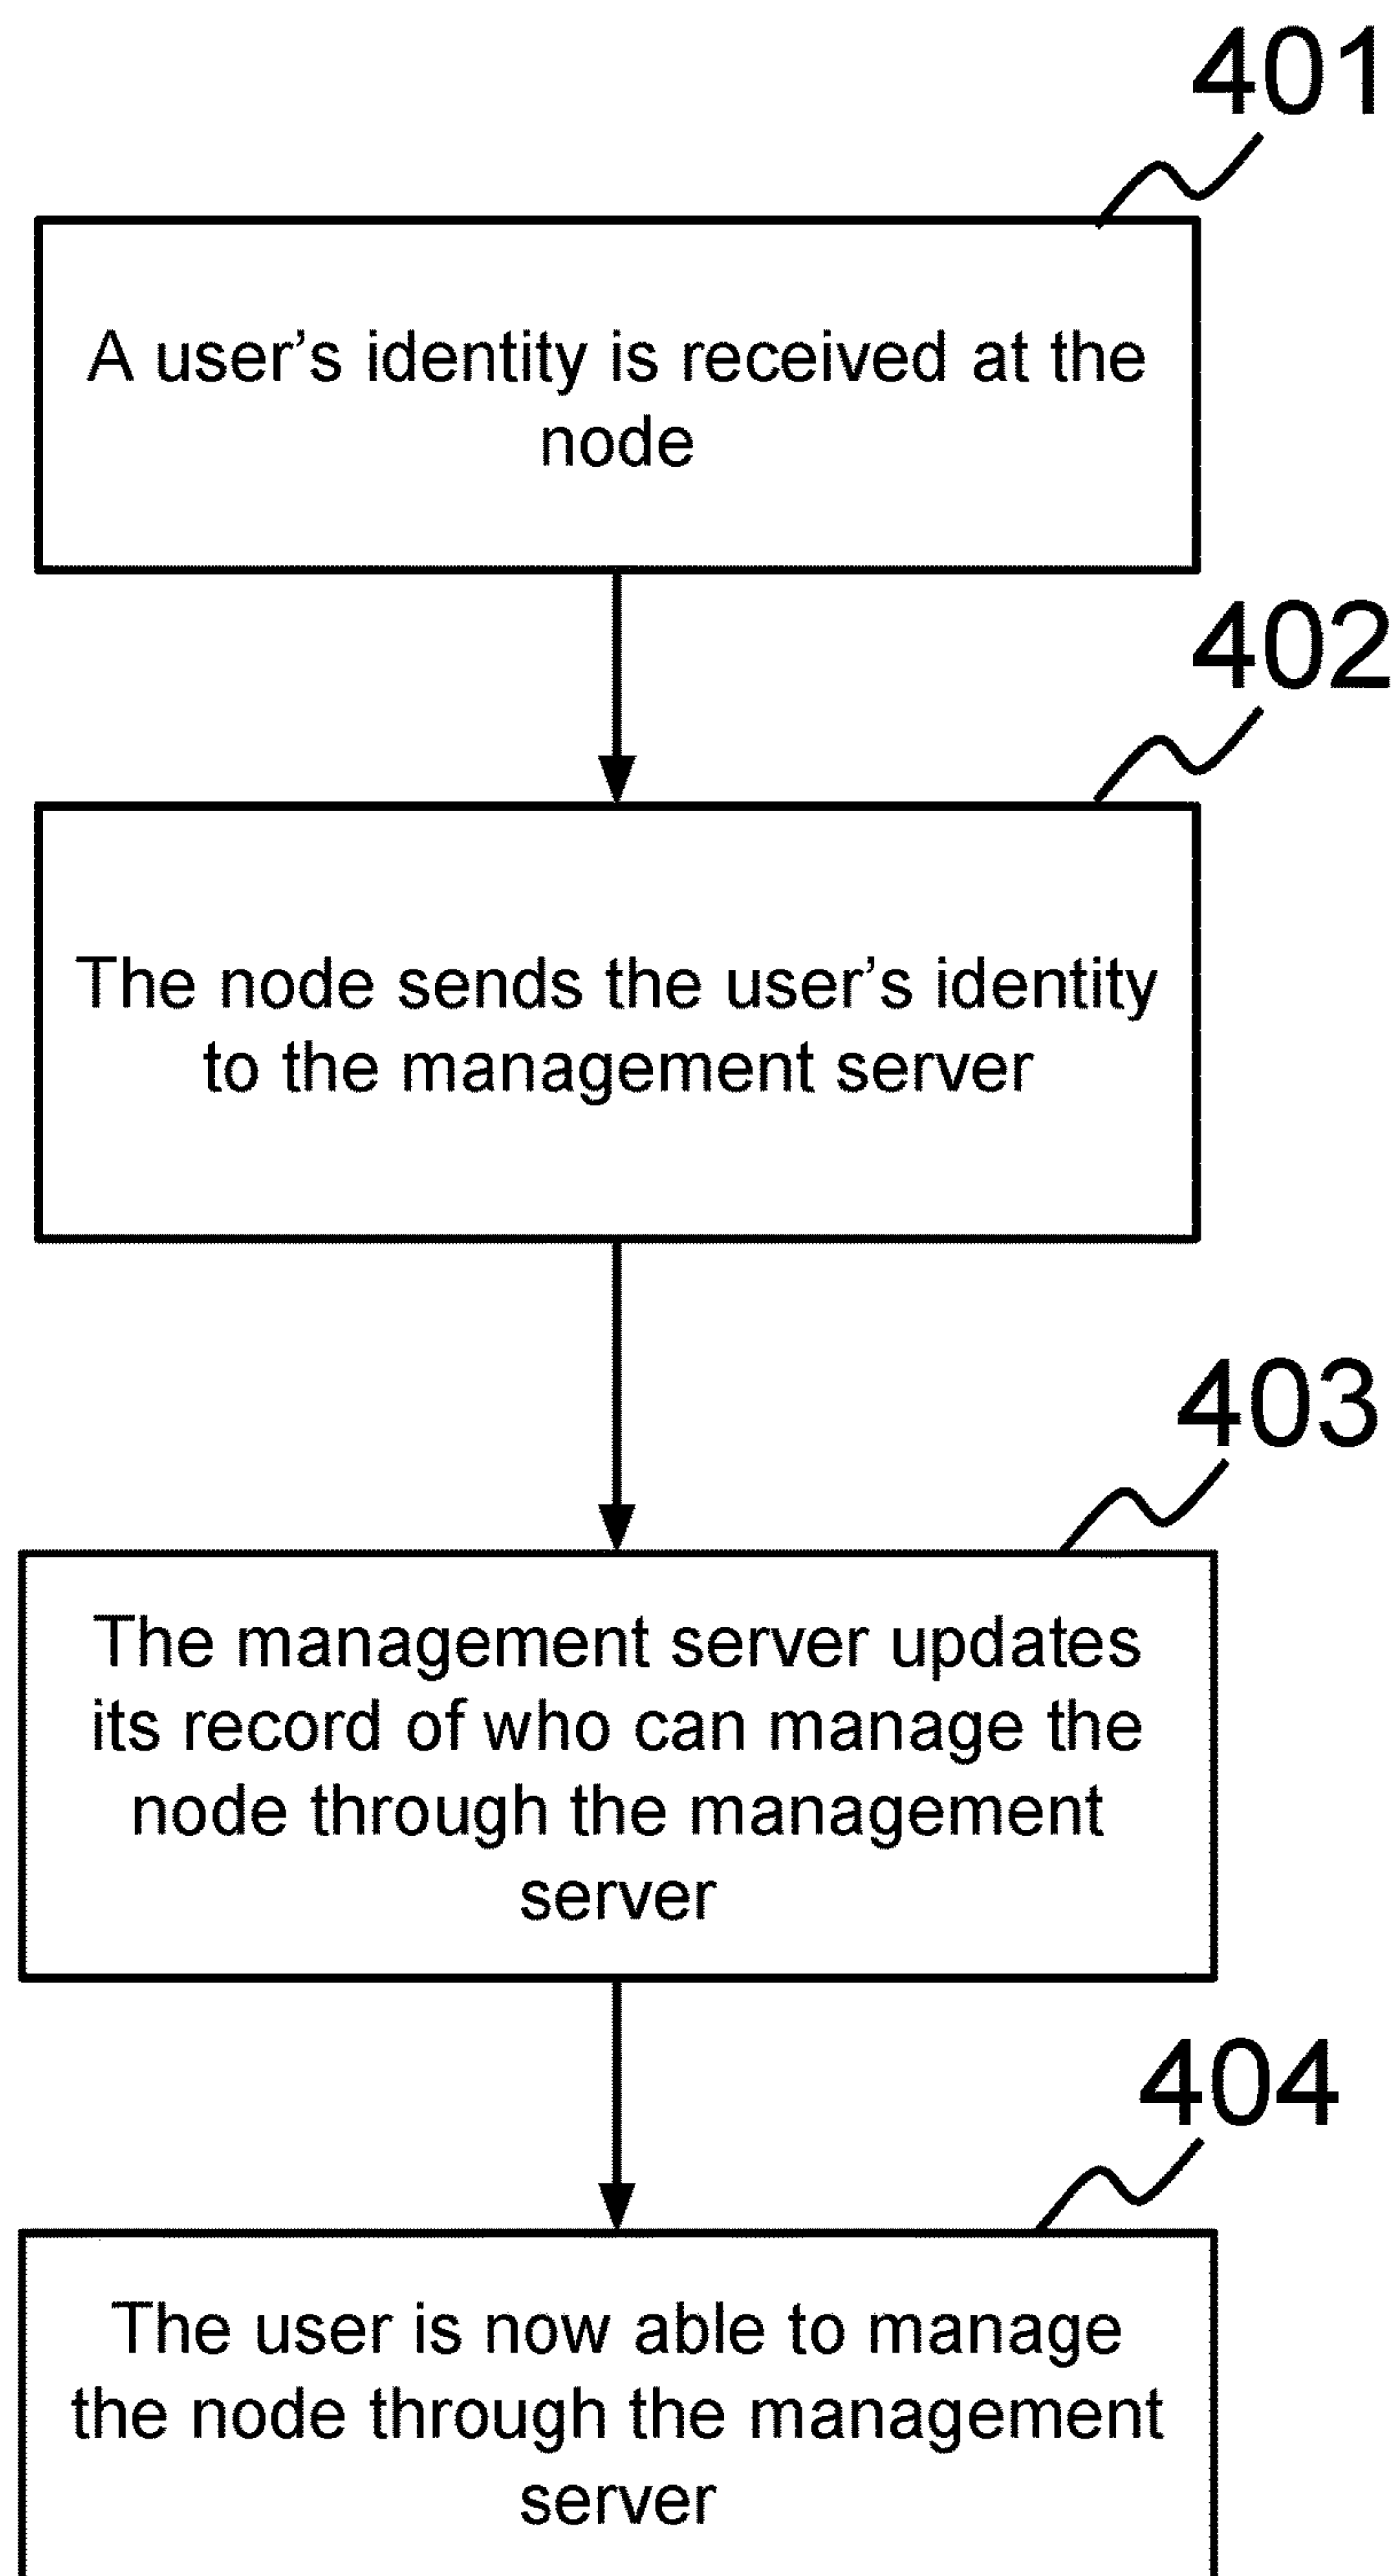 401
A user’s identity is received at the
node
402
The node sends the user’s identity
to the management server
403
The management server updates
its record of who can manage the
node through the management
server
404
The user is now able to manage
the node through the management
server